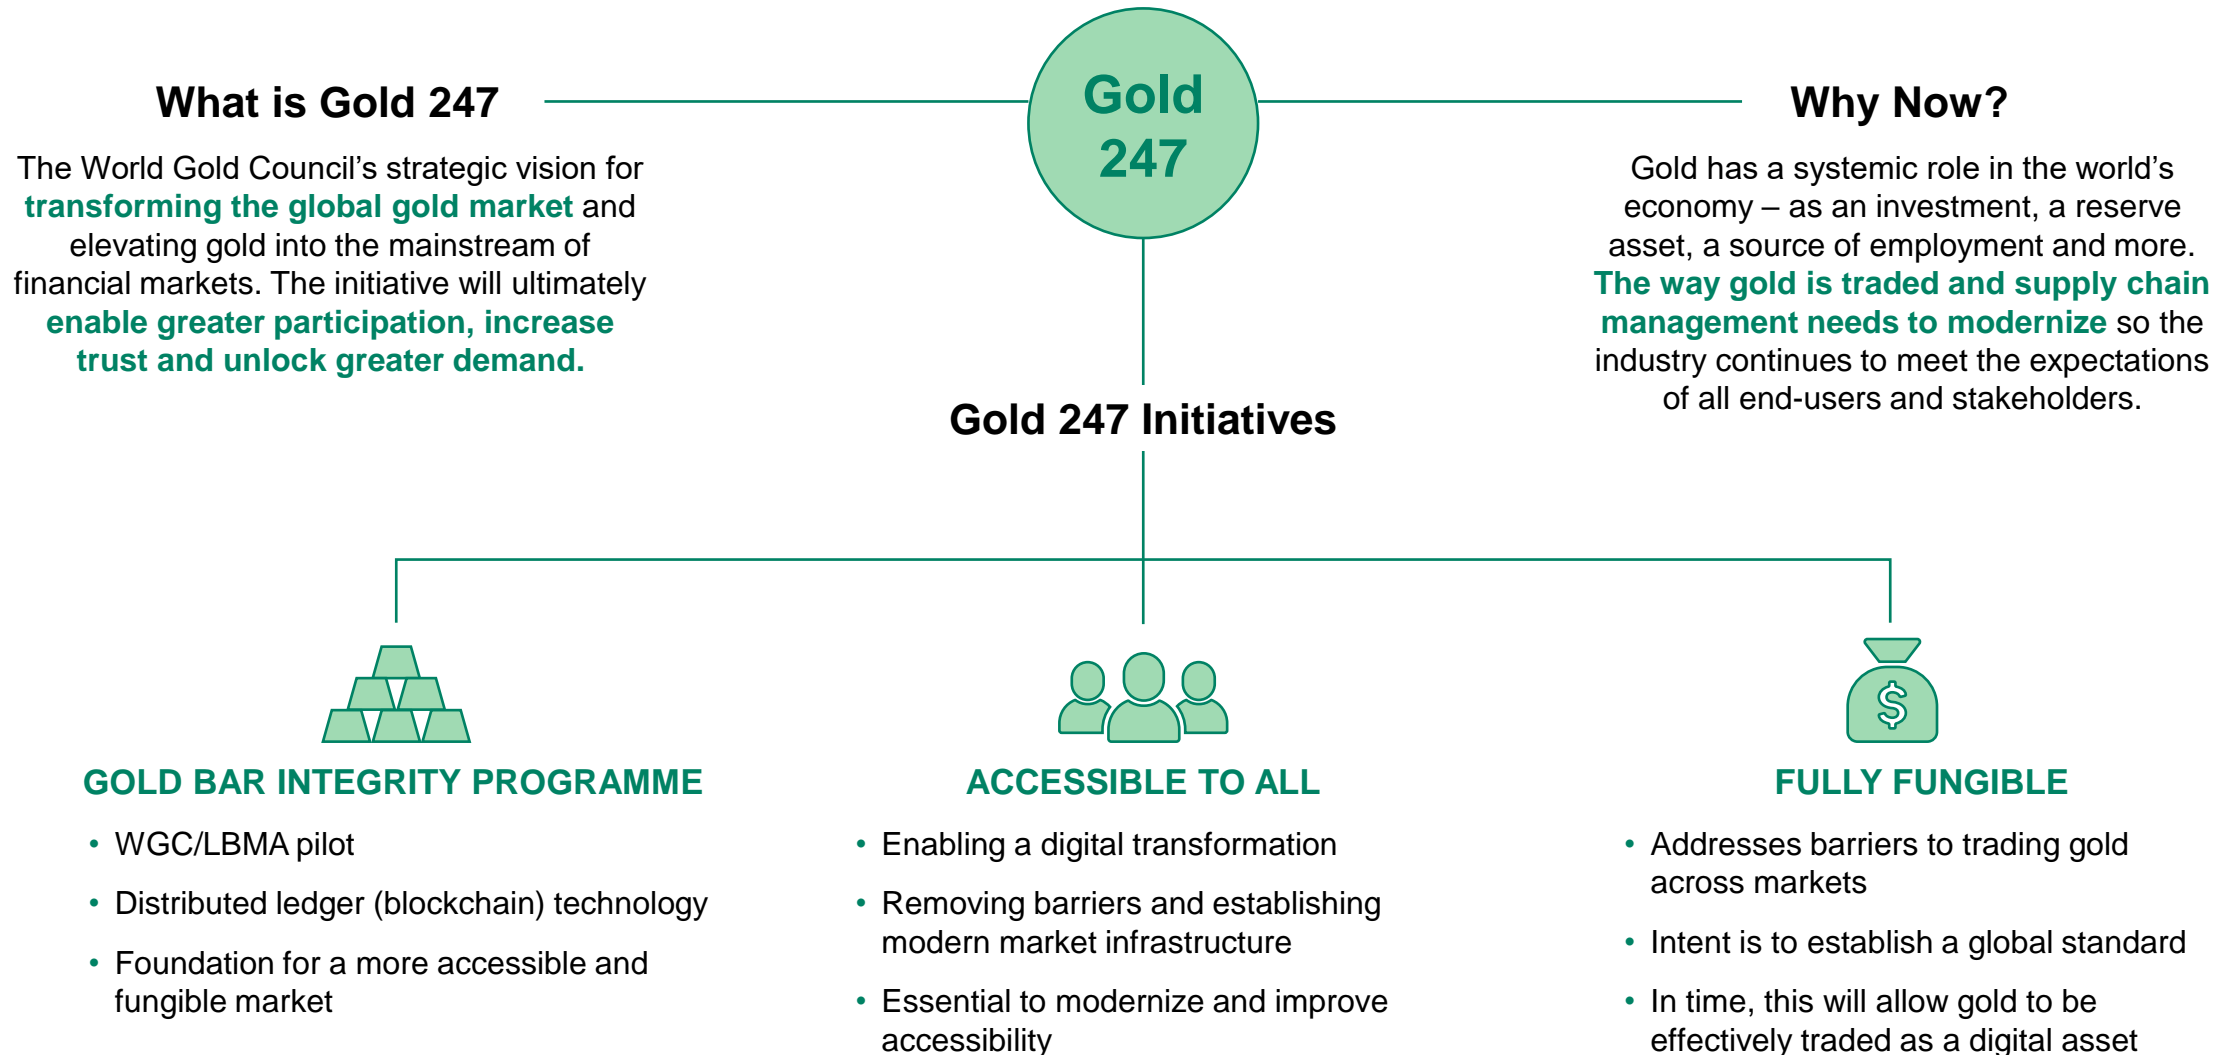 Gold
247
What is Gold 247
The World Gold Council’s strategic vision for
transforming the global gold market and
elevating gold into the mainstream of
financial markets. The initiative will ultimately
enable greater participation, increase
trust and unlock greater demand.
Why Now?
Gold has a systemic role in the world’s
economy – as an investment, a reserve
asset, a source of employment and more.
The way gold is traded and supply chain
management needs to modernize so the
industry continues to meet the expectations
of all end-users and stakeholders.
Gold 247 Initiatives
$
GOLD BAR INTEGRITY PROGRAMME
• WGC/LBMA pilot
• Distributed ledger (blockchain) technology
• Foundation for a more accessible and
fungible market
ACCESSIBLE TO ALL
• Enabling a digital transformation
• Removing barriers and establishing
modern market infrastructure
• Essential to modernize and improve
accessibility
FULLY FUNGIBLE
• Addresses barriers to trading gold
across markets
• Intent is to establish a global standard
• In time, this will allow gold to be
effectively traded as a digital asset